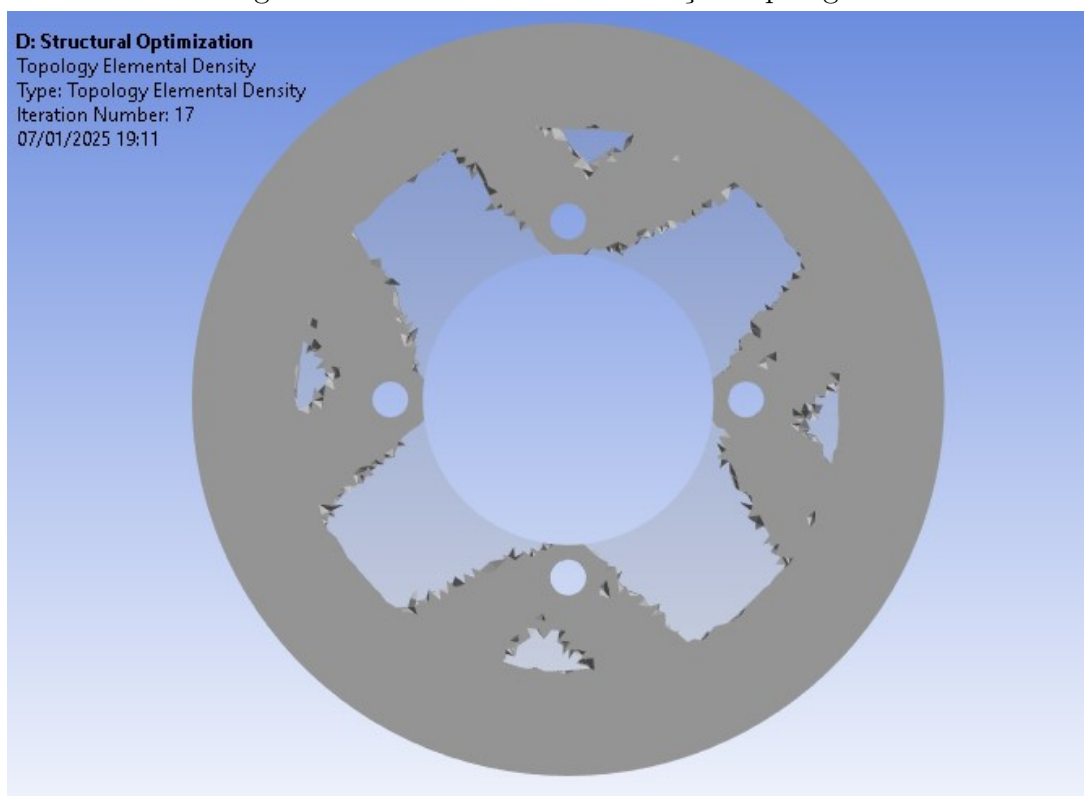 D: Structural Optimization
Topology Elemental Density
Type: Topology Elemental Density
Iteration Number: 17
07/01/2025 19:11